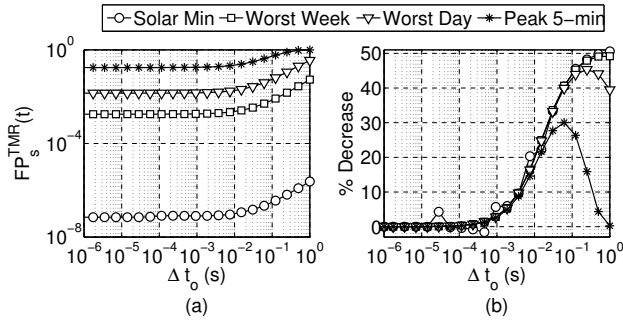 Solar Min Worst Week Worst Day Peak 5-min
10^0
10^-4
10^-8
FP_s^TMR(t)
10^-6 10^-5 10^-4 10^-3 10^-2 10^-1 10^0
Δ t_o (s)
(a)
50
40
30
20
10
0
% Decrease
10^-6 10^-5 10^-4 10^-3 10^-2 10^-1 10^0
Δ t_o (s)
(b)